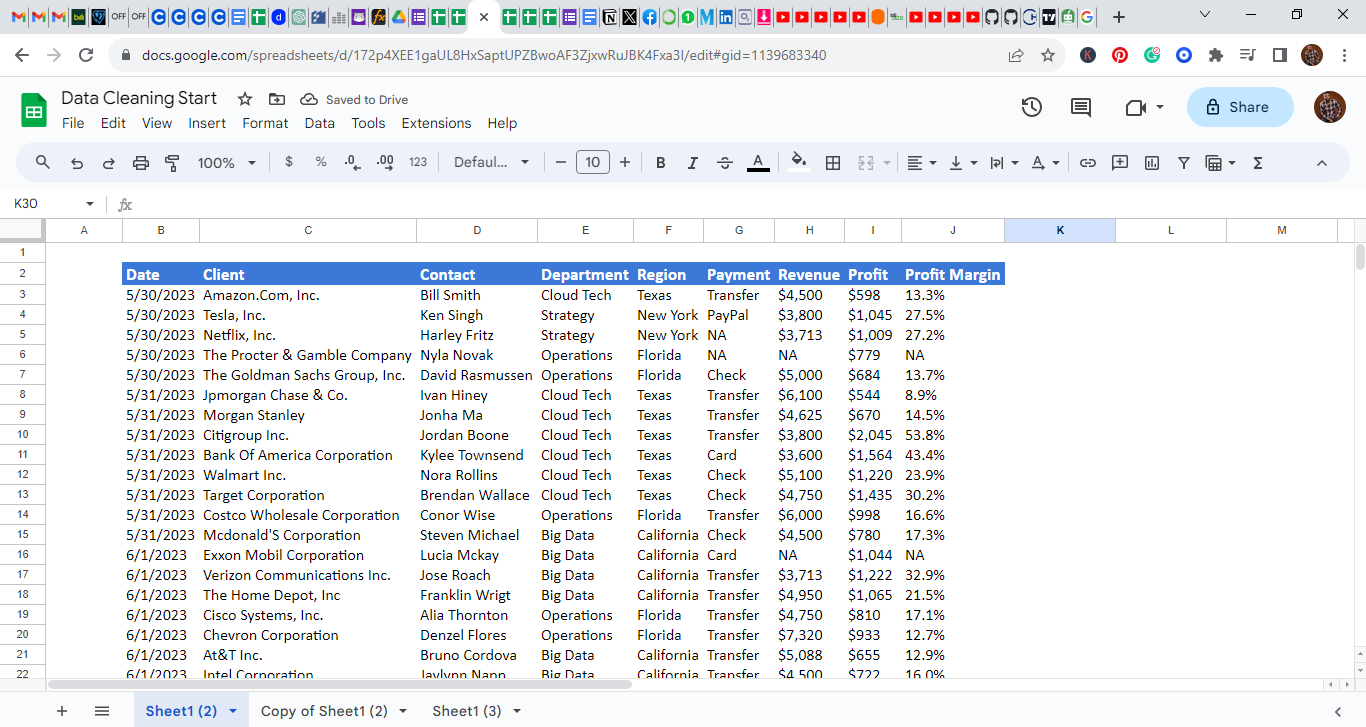 OFF OFF
docs.google.com/spreadsheets/d/172p4XEE1gaUL8HxSaptUPZBwoAF3ZjxwRuJBK4Fxa3I/edit#gid=1139683340
Data Cleaning Start Saved to Drive
File Edit View Insert Format Data Tools Extensions Help
Share
100% $ % .0 .00 123 Defaul... 10 B I A
K30
A B C D E F G H I J K L M
1
2 Date Client Contact Department Region Payment Revenue Profit Profit Margin
3 5/30/2023 Amazon.Com, Inc. Bill Smith Cloud Tech Texas Transfer $4,500 $598 13.3%
4 5/30/2023 Tesla, Inc. Ken Singh Strategy New York PayPal $3,800 $1,045 27.5%
5 5/30/2023 Netflix, Inc. Harley Fritz Strategy New York NA $3,713 $1,009 27.2%
6 5/30/2023 The Procter & Gamble Company Nyla Novak Operations Florida NA NA $779 NA
7 5/30/2023 The Goldman Sachs Group, Inc. David Rasmussen Operations Florida Check $5,000 $684 13.7%
8 5/31/2023 Jpmorgan Chase & Co. Ivan Hiney Cloud Tech Texas Transfer $6,100 $544 8.9%
9 5/31/2023 Morgan Stanley Jonha Ma Cloud Tech Texas Transfer $4,625 $670 14.5%
10 5/31/2023 Citigroup Inc. Jordan Boone Cloud Tech Texas Transfer $3,800 $2,045 53.8%
11 5/31/2023 Bank Of America Corporation Kylee Townsend Cloud Tech Texas Card $3,600 $1,564 43.4%
12 5/31/2023 Walmart Inc. Nora Rollins Cloud Tech Texas Check $5,100 $1,220 23.9%
13 5/31/2023 Target Corporation Brendan Wallace Cloud Tech Texas Check $4,750 $1,435 30.2%
14 5/31/2023 Costco Wholesale Corporation Conor Wise Operations Florida Transfer $6,000 $998 16.6%
15 5/31/2023 Mcdonald'S Corporation Steven Michael Big Data California Check $4,500 $780 17.3%
16 6/1/2023 Exxon Mobil Corporation Lucia Mckay Big Data California Card NA $1,044 NA
17 6/1/2023 Verizon Communications Inc. Jose Roach Big Data California Transfer $3,713 $1,222 32.9%
18 6/1/2023 The Home Depot, Inc Franklin Wrigt Big Data California Transfer $4,950 $1,065 21.5%
19 6/1/2023 Cisco Systems, Inc. Alia Thornton Operations Florida Transfer $4,750 $810 17.1%
20 6/1/2023 Chevron Corporation Denzel Flores Operations Florida Transfer $7,320 $933 12.7%
21 6/1/2023 At&T Inc. Bruno Cordova Big Data California Transfer $5,088 $655 12.9%
22 6/1/2023 Intel Corporation Jaylynn Napp Big Data California Transfer $4,500 $722 16.0%
Sheet1 (2) Copy of Sheet1 (2) Sheet1 (3)